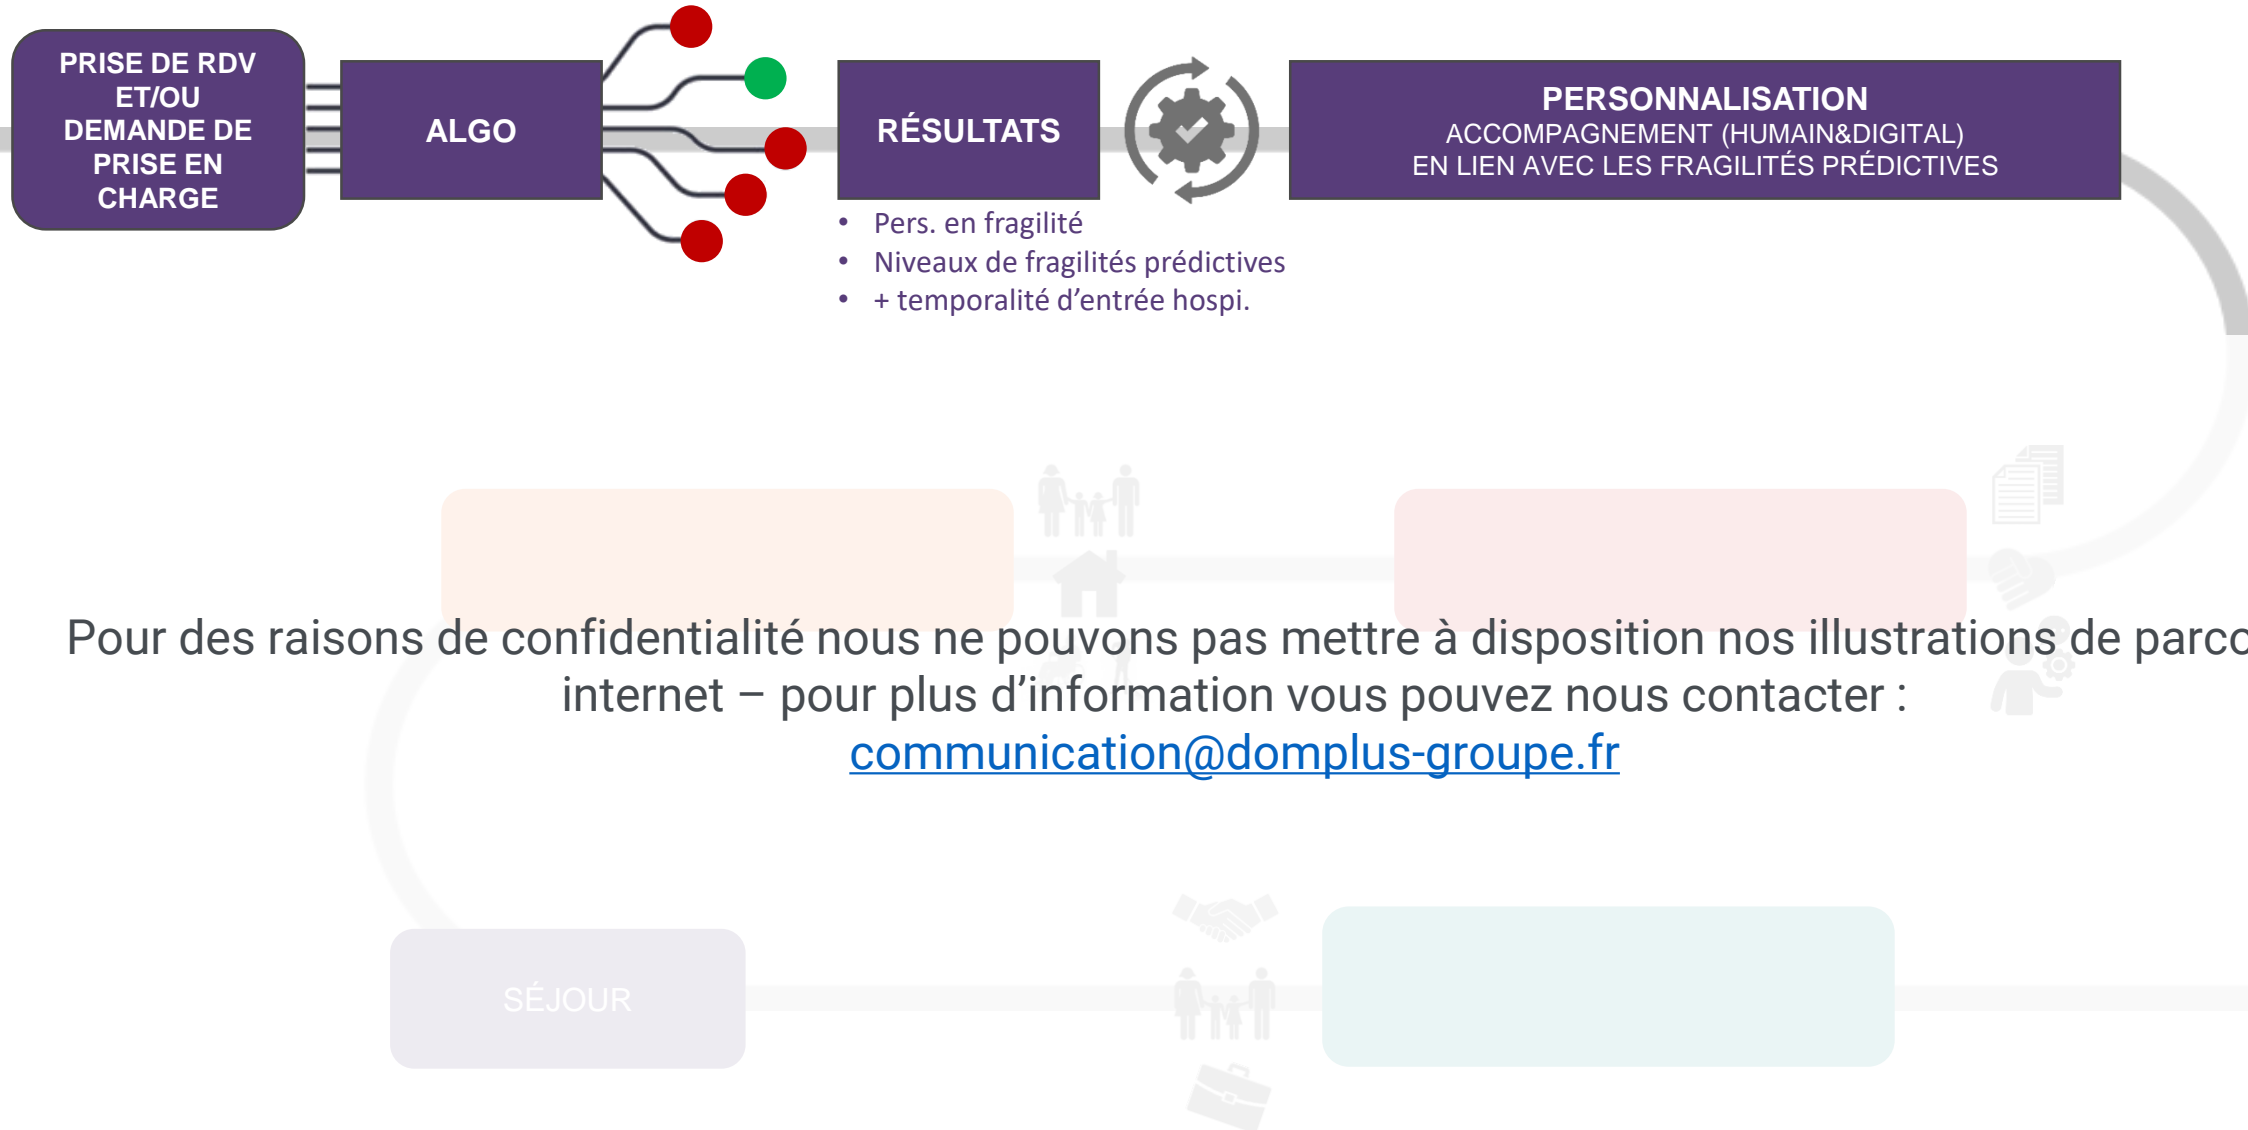 PRISE DE RDV
ET/OU
DEMANDE DE
PRISE EN
CHARGE
ALGO
RÉSULTATS
PERSONNALISATION
ACCOMPAGNEMENT (HUMAIN&DIGITAL)
EN LIEN AVEC LES FRAGILITÉS PRÉDICTIVES
• Pers. en fragilité
• Niveaux de fragilités prédictives
• + temporalité d’entrée hospi.
Pour des raisons de confidentialité nous ne pouvons pas mettre à disposition nos illustrations de parco
internet – pour plus d’information vous pouvez nous contacter :
communication@domplus-groupe.fr
SÉJOUR